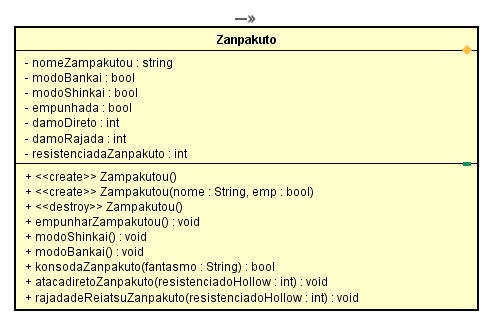 Zanpakuto
- nomeZampakutou : string
- modoBankai : bool
- modoShinkai : bool
- empunhada : bool
- damoDireto : int
- damoRajada : int
- resistenciadaZanpakuto : int
+ <<create>> Zampakutou()
+ <<create>> Zampakutou(nome : String, emp : bool)
+ <<destroy>> Zampakutou()
+ empunharZampakutou() : void
+ modoShinkai() : void
+ modoBankai() : void
+ konsodaZanpakuto(fantasmo : String) : bool
+ atacadiretoZanpakuto(resistenciadoHollow : int) : void
+ rajadadeReiatsuZanpakuto(resistenciadoHollow : int) : void